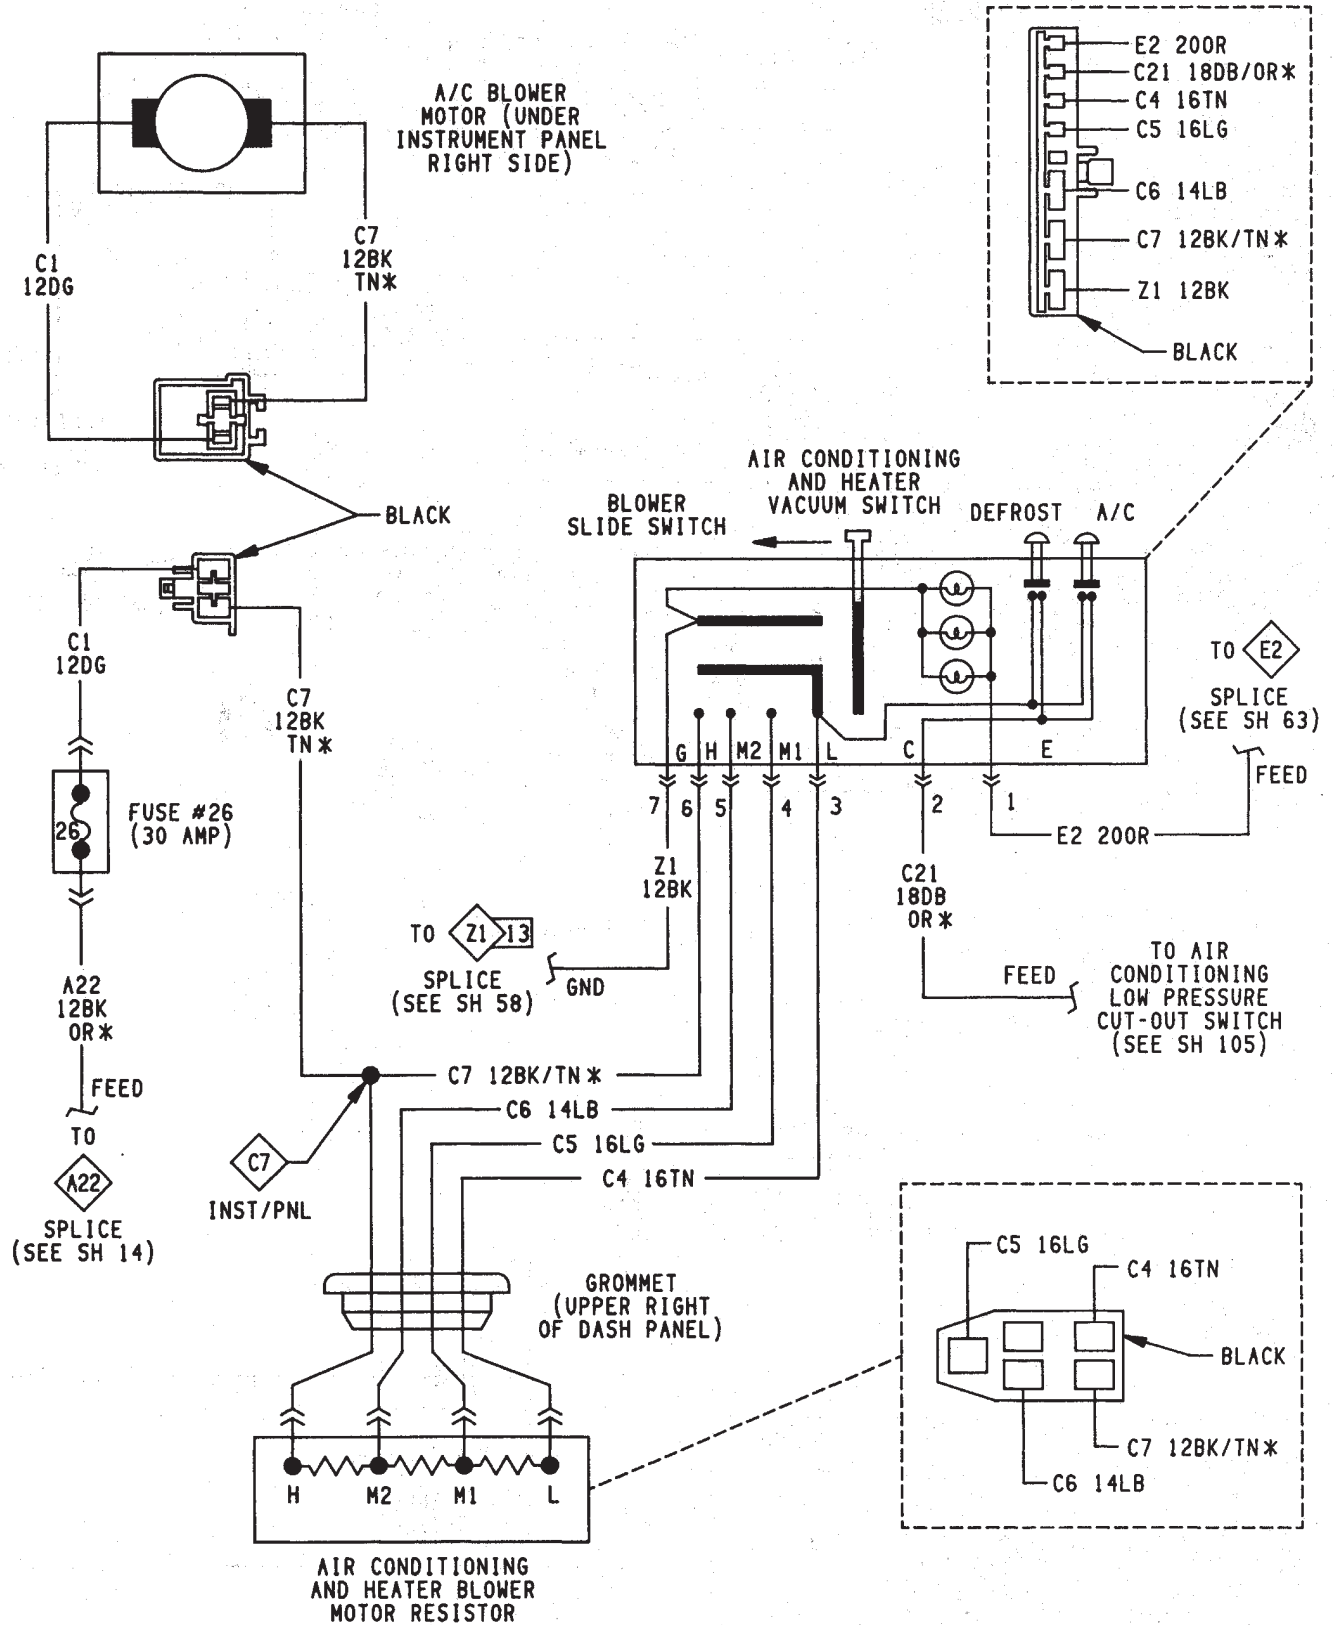 A/C BLOWER
MOTOR (UNDER
INSTRUMENT PANEL
RIGHT SIDE)
C1
12DG
C7
12BK
TN*
BLACK
C1
12DG
C7
12BK
TN*
26
FUSE #26
(30 AMP)
A22
12BK
OR*
FEED
TO
A22
SPLICE
(SEE SH 14)
E2 20OR
C21 18DB/OR*
C4 16TN
C5 16LG
C6 14LB
C7 12BK/TN*
Z1 12BK
BLACK
AIR CONDITIONING
AND HEATER
VACUUM SWITCH
BLOWER
SLIDE SWITCH
DEFROST
A/C
G H M2 M1 L C E
7 6 5 4 3 2 1
TO E2
SPLICE
(SEE SH 63)
FEED
E2 20OR
Z1
12BK
C21
18DB
OR*
TO Z1 13
SPLICE
(SEE SH 58)
GND
FEED
TO AIR
CONDITIONING
LOW PRESSURE
CUT-OUT SWITCH
(SEE SH 105)
C7 12BK/TN*
C6 14LB
C5 16LG
C4 16TN
C7
INST/PNL
GROMMET
(UPPER RIGHT
OF DASH PANEL)
H M2 M1 L
AIR CONDITIONING
AND HEATER BLOWER
MOTOR RESISTOR
C5 16LG
C4 16TN
BLACK
C7 12BK/TN*
C6 14LB